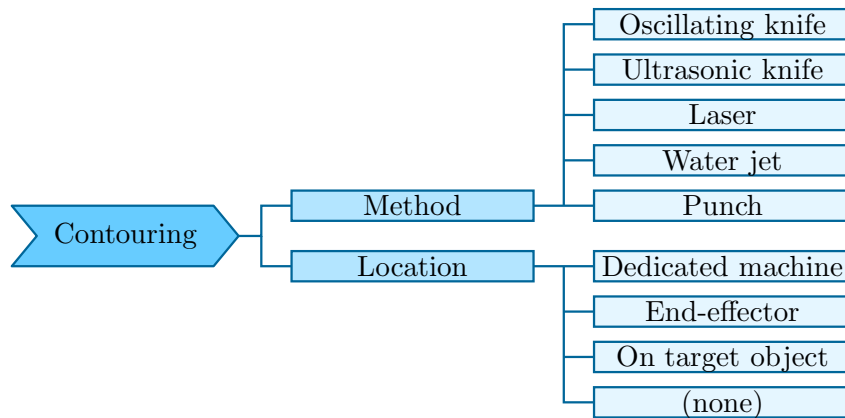 Contouring
Method
Oscillating knife
Ultrasonic knife
Laser
Water jet
Punch
Location
Dedicated machine
End-effector
On target object
(none)